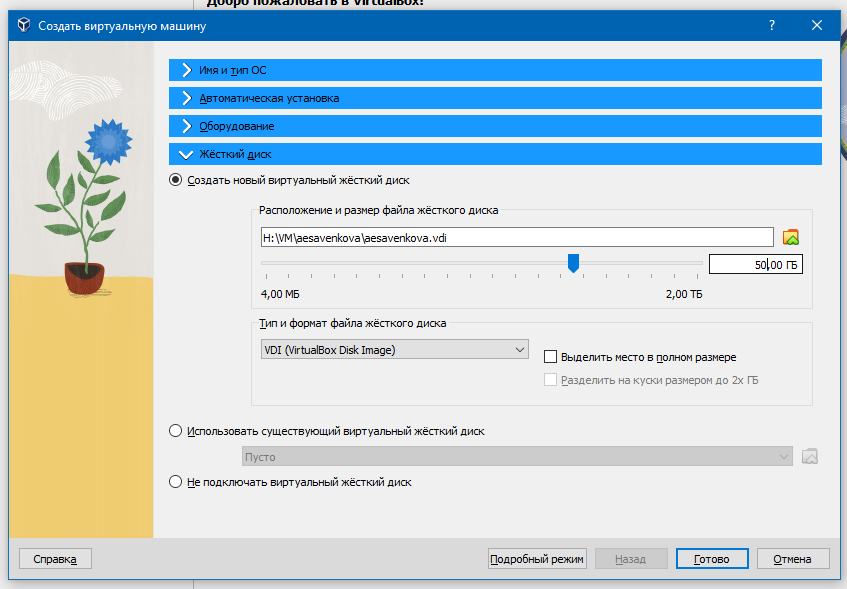 Добро пожаловать в VirtualBox!
Создать виртуальную машину
?
Имя и тип ОС
Автоматическая установка
Оборудование
Жёсткий диск
Создать новый виртуальный жёсткий диск
Расположение и размер файла жёсткого диска
H:\VM\aesavenkova\aesavenkova.vdi
50,00 ГБ
4,00 МБ
2,00 ТБ
Тип и формат файла жёсткого диска
VDI (VirtualBox Disk Image)
Выделить место в полном размере
Разделить на куски размером до 2х ГБ
Использовать существующий виртуальный жёсткий диск
Пусто
Не подключать виртуальный жёсткий диск
Справка
Подробный режим
Назад
Готово
Отмена